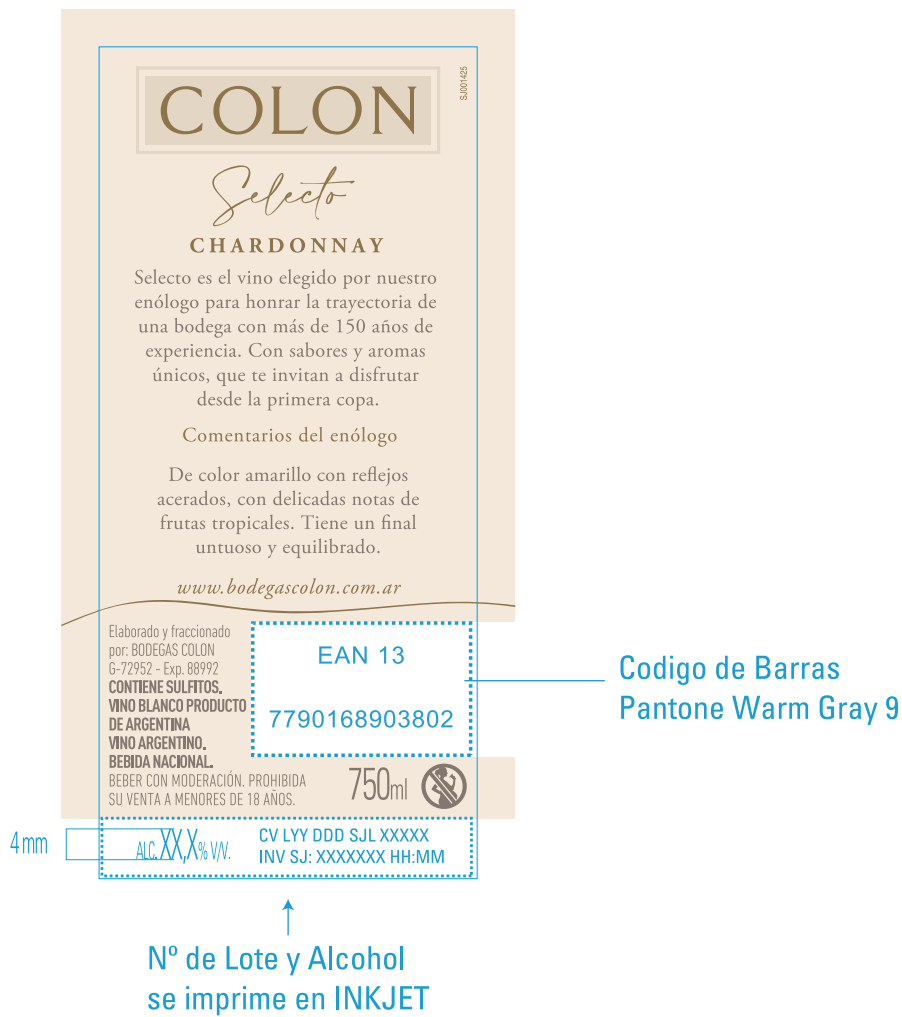 COLON
SJ001425
Selecto
CHARDONNAY
Selecto es el vino elegido por nuestro
enólogo para honrar la trayectoria de
una bodega con más de 150 años de
experiencia. Con sabores y aromas
únicos, que te invitan a disfrutar
desde la primera copa.
Comentarios del enólogo
De color amarillo con reflejos
acerados, con delicadas notas de
frutas tropicales. Tiene un final
untuoso y equilibrado.
www.bodegascolon.com.ar
Elaborado y fraccionado
por: BODEGAS COLON
G-72952 - Exp. 88992
CONTIENE SULFITOS.
VINO BLANCO PRODUCTO
DE ARGENTINA
VINO ARGENTINO.
BEBIDA NACIONAL.
BEBER CON MODERACIÓN. PROHIBIDA
SU VENTA A MENORES DE 18 AÑOS.
EAN 13
7790168903802
Codigo de Barras
Pantone Warm Gray 9
750ml
4mm
ALC. XX,X% V/V.
CV LYY DDD SJL XXXXX
INV SJ: XXXXXXX HH:MM
Nº de Lote y Alcohol
se imprime en INKJET